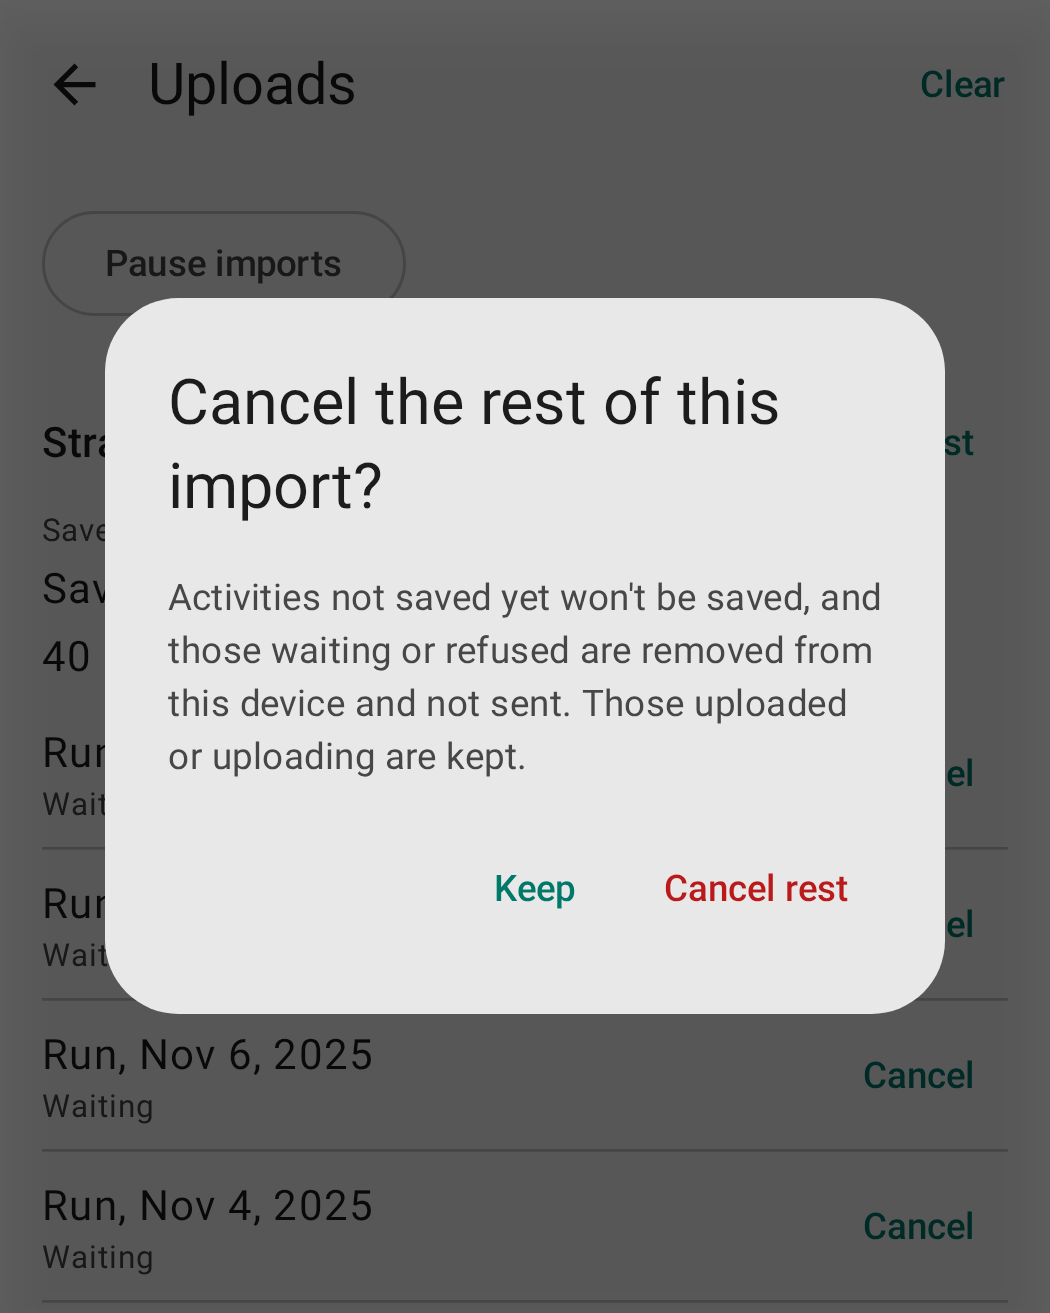 Uploads
Clear
Pause imports
Cancel the rest of this
import?
Activities not saved yet won't be saved, and
those waiting or refused are removed from
this device and not sent. Those uploaded
or uploading are kept.
Keep
Cancel rest
40
Run, Nov 6, 2025
Waiting
Cancel
Run, Nov 4, 2025
Waiting
Cancel